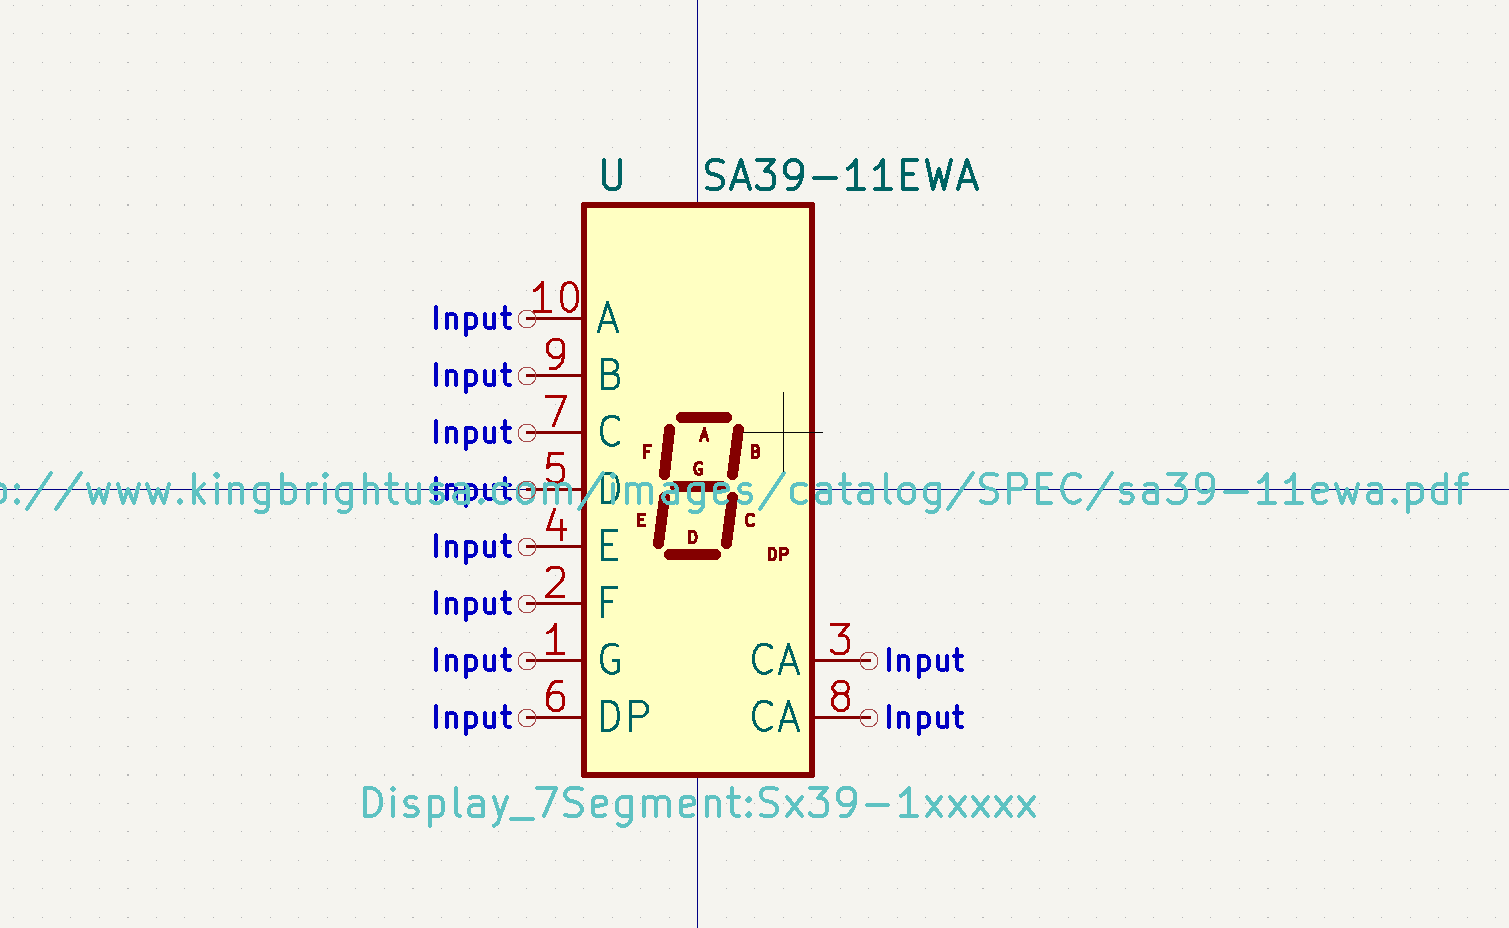 U SA39-11EWA
10
Input A
9
Input B
7
Input C
A
F B
G
5
Input D
p://www.kingbrightusa.com/images/catalog/SPEC/sa39-11ewa.pdf
E C
4
D
Input E
DP
2
Input F
1 3
Input G CA Input
6 8
Input DP CA Input
Display_7Segment:Sx39-1xxxxx